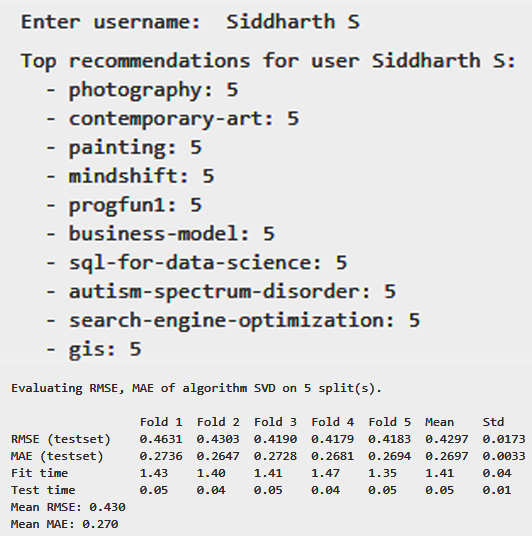 Enter username: Siddharth S
Top recommendations for user Siddharth S:
- photography: 5
- contemporary-art: 5
- painting: 5
- mindshift: 5
- progfun1: 5
- business-model: 5
- sql-for-data-science: 5
- autism-spectrum-disorder: 5
- search-engine-optimization: 5
- gis: 5
Evaluating RMSE, MAE of algorithm SVD on 5 split(s).
Fold 1 Fold 2 Fold 3 Fold 4 Fold 5 Mean Std
RMSE (testset) 0.4631 0.4303 0.4190 0.4179 0.4183 0.4297 0.0173
MAE (testset) 0.2736 0.2647 0.2728 0.2681 0.2694 0.2697 0.0033
Fit time 1.43 1.40 1.41 1.47 1.35 1.41 0.04
Test time 0.05 0.04 0.05 0.04 0.05 0.05 0.01
Mean RMSE: 0.430
Mean MAE: 0.270